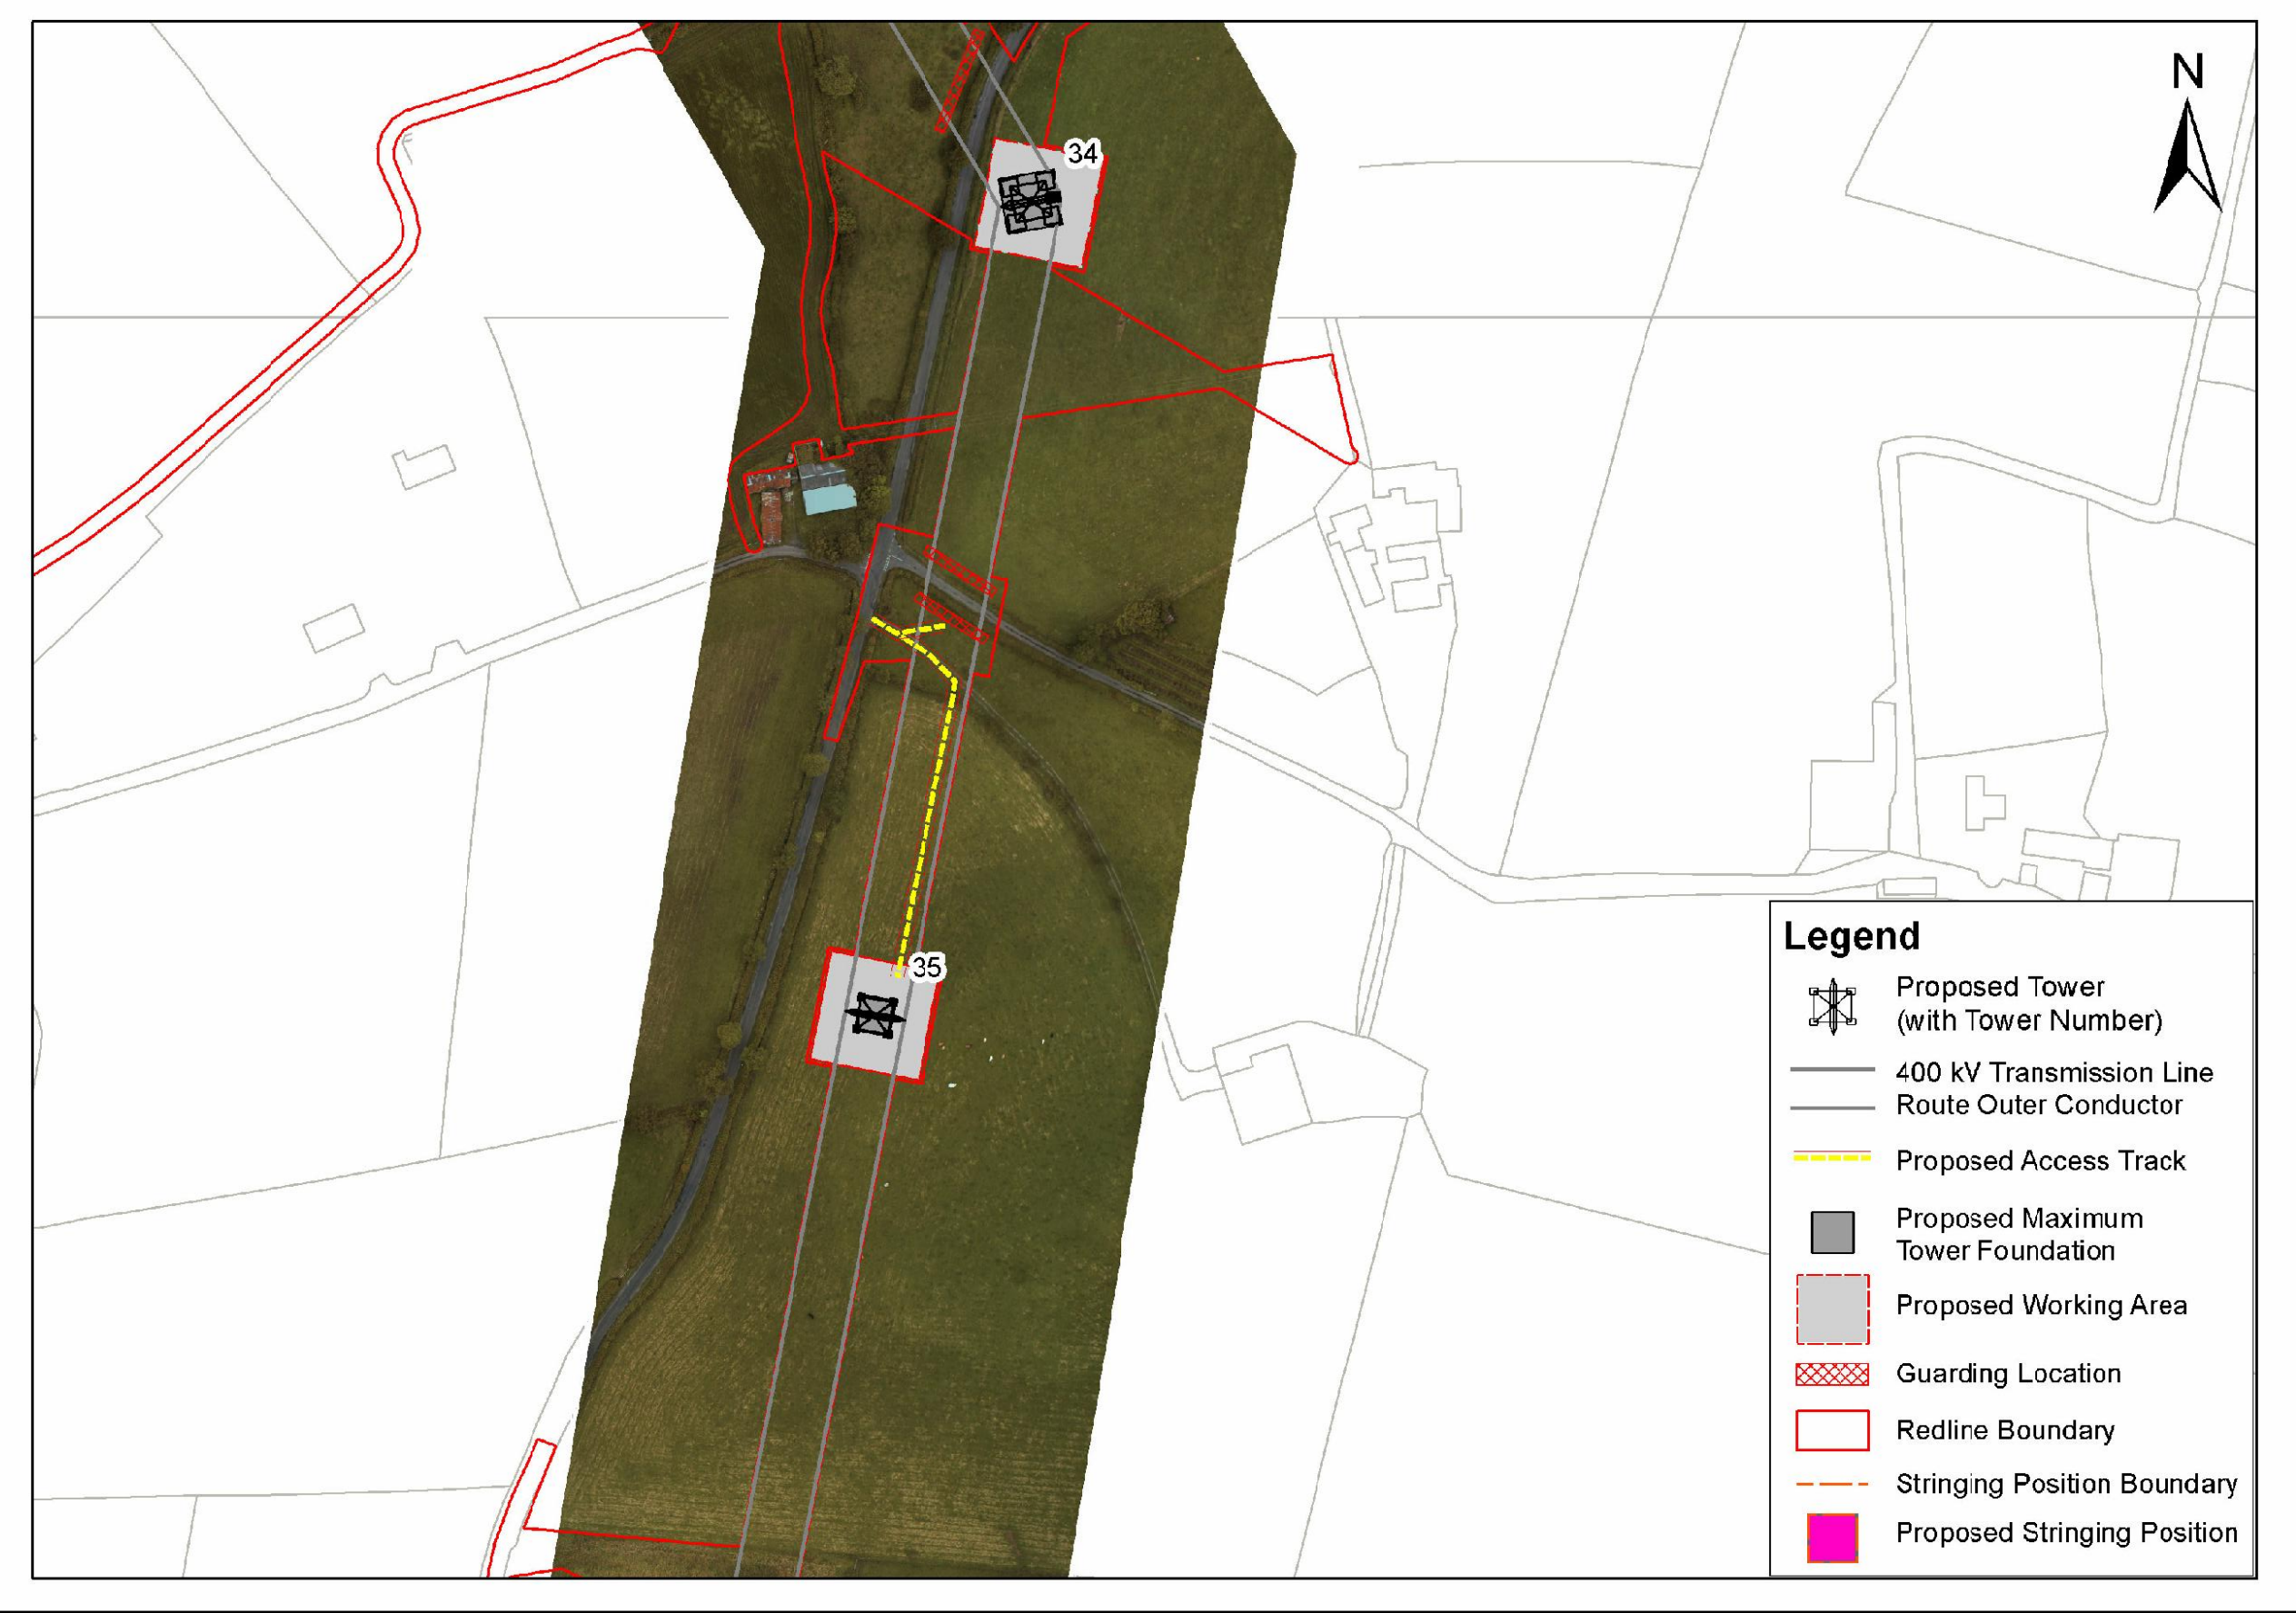 N
34
35
Legend
Proposed Tower
(with Tower Number)
400 kV Transmission Line
Route Outer Conductor
Proposed Access Track
Proposed Maximum
Tower Foundation
Proposed Working Area
Guarding Location
Redline Boundary
Stringing Position Boundary
Proposed Stringing Position